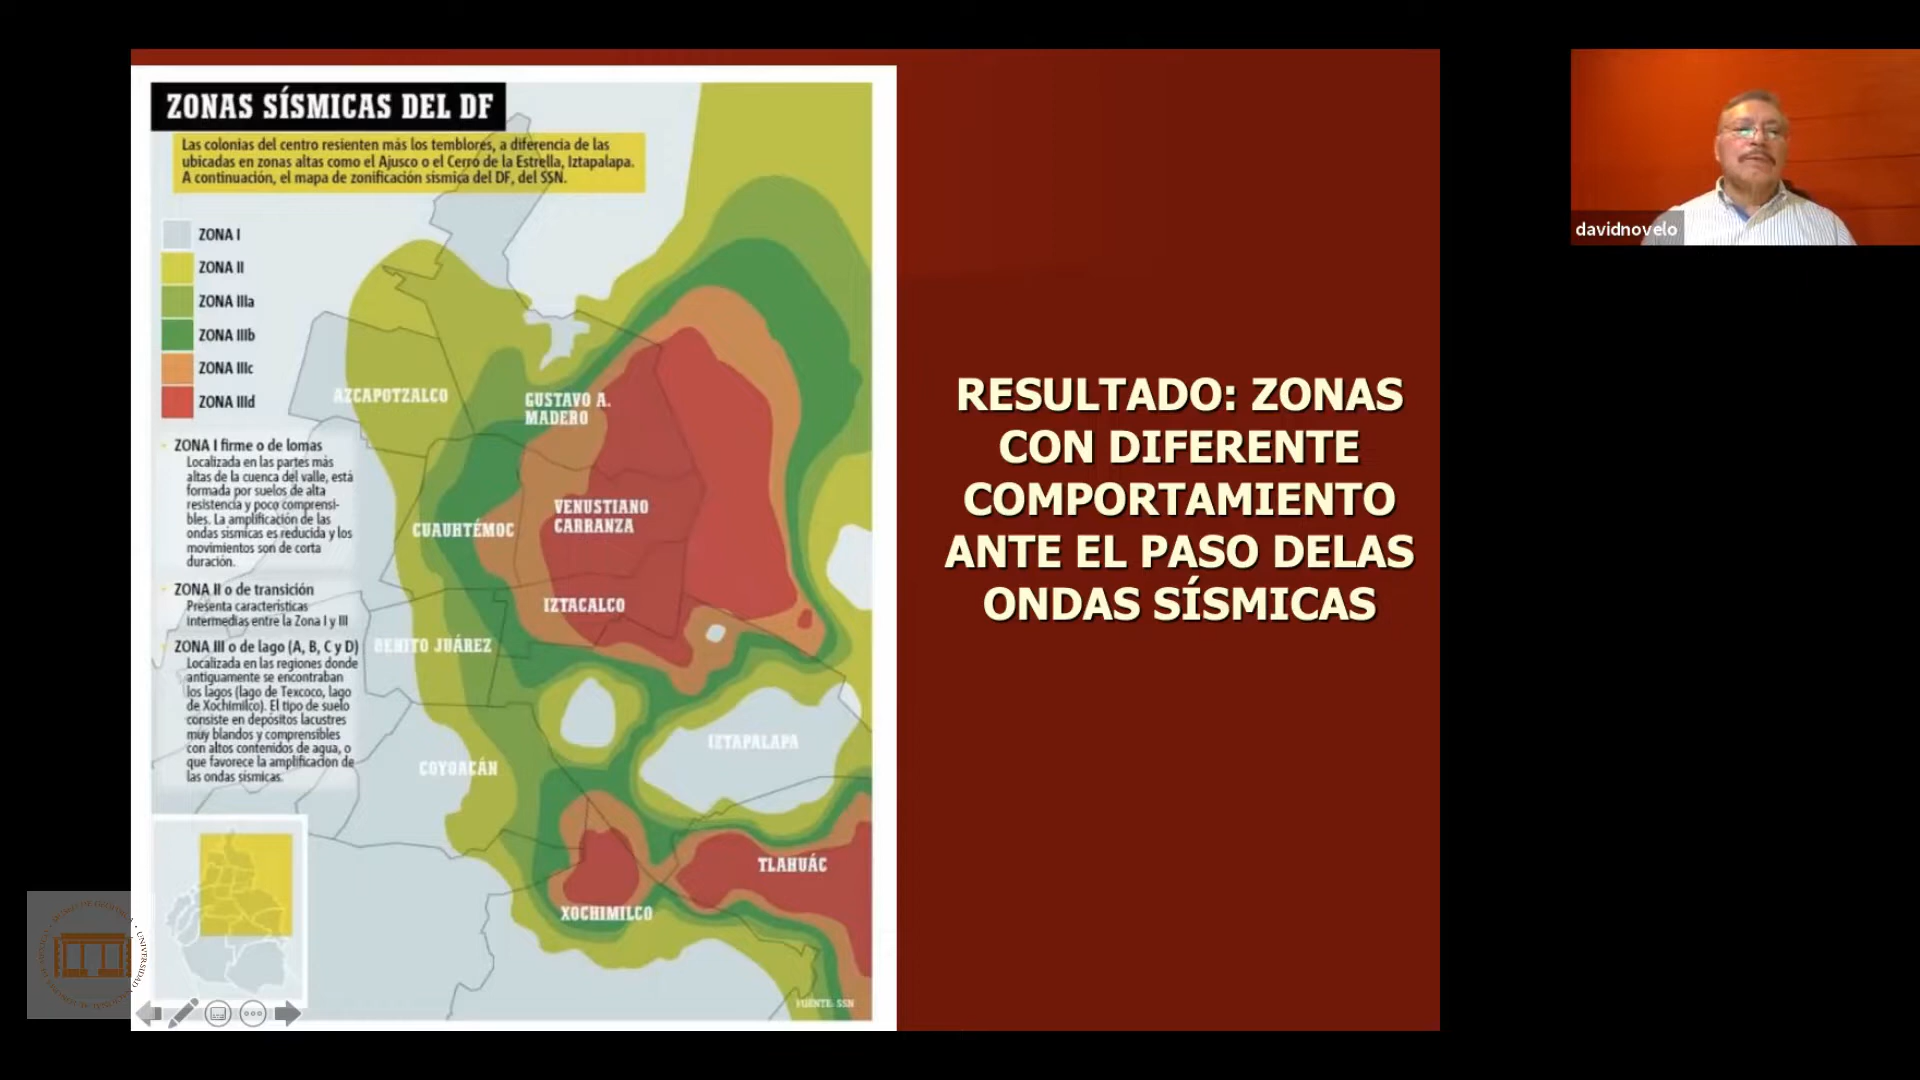 ZONAS SÍSMICAS DEL DF
Las colonias del centro resienten más los temblores, a diferencia de las
ubicadas en zonas altas como el Ajusco o el Cerro de la Estrella, Iztapalapa.
A continuación, el mapa de zonificación sísmica del DF, del SSN.
ZONA I
ZONA II
ZONA IIIa
ZONA IIIb
ZONA IIIc
ZONA IIId
ZONA I firme o de lomas
Localizada en las partes más
altas de la cuenca del valle, está
formada por suelos de alta
resistencia y poco comprensi-
bles. La amplificación de las
ondas sísmicas es reducida y los
movimientos son de corta
duración.
ZONA II o de transición
Presenta características
intermedias entre la Zona I y III
ZONA III o de lago (A, B, C y D)
Localizada en las regiones donde
antiguamente se encontraban
los lagos (lago de Texcoco, lago
de Xochimilco). El tipo de suelo
consiste en depósitos lacustres
muy blandos y comprensibles
con altos contenidos de agua, o
que favorece la amplificación de
las ondas sísmicas.
AZCAPOTZALCO
GUSTAVO A.
MADERO
CUAUHTÉMOC
VENUSTIANO
CARRANZA
IZTACALCO
BENITO JUÁREZ
IZTAPALAPA
COYOACÁN
TLAHUÁC
XOCHIMILCO
FUENTE: SSN
RESULTADO: ZONAS
CON DIFERENTE
COMPORTAMIENTO
ANTE EL PASO DELAS
ONDAS SÍSMICAS
davidnovelo